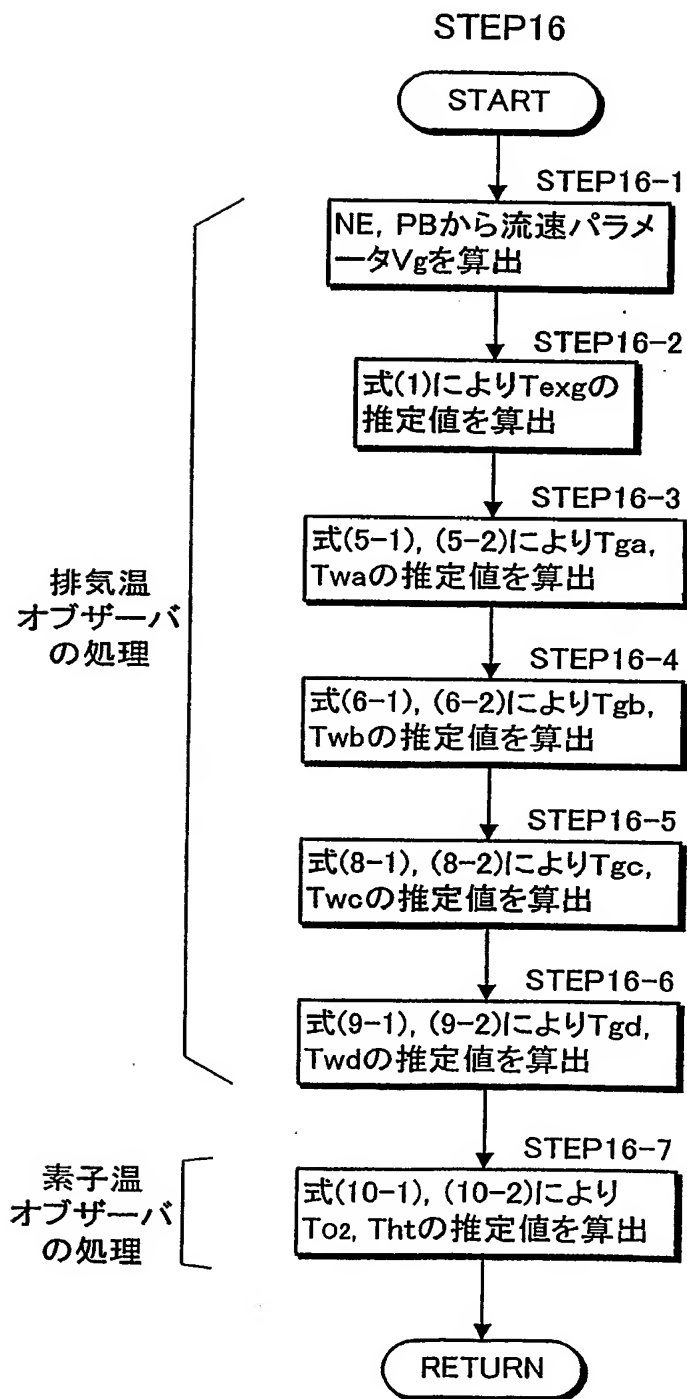 STEP16
START
STEP16-1
NE, PBから流速パラメ
ータVgを算出
STEP16-2
式(1)によりTexgの
推定値を算出
STEP16-3
式(5-1), (5-2)によりTga,
Twaの推定値を算出
STEP16-4
式(6-1), (6-2)によりTgb,
Twbの推定値を算出
STEP16-5
式(8-1), (8-2)によりTgc,
Twcの推定値を算出
STEP16-6
式(9-1), (9-2)によりTgd,
Twdの推定値を算出
排気温
オブザーバ
の処理
STEP16-7
式(10-1), (10-2)により
To2, Thtの推定値を算出
素子温
オブザーバ
の処理
RETURN